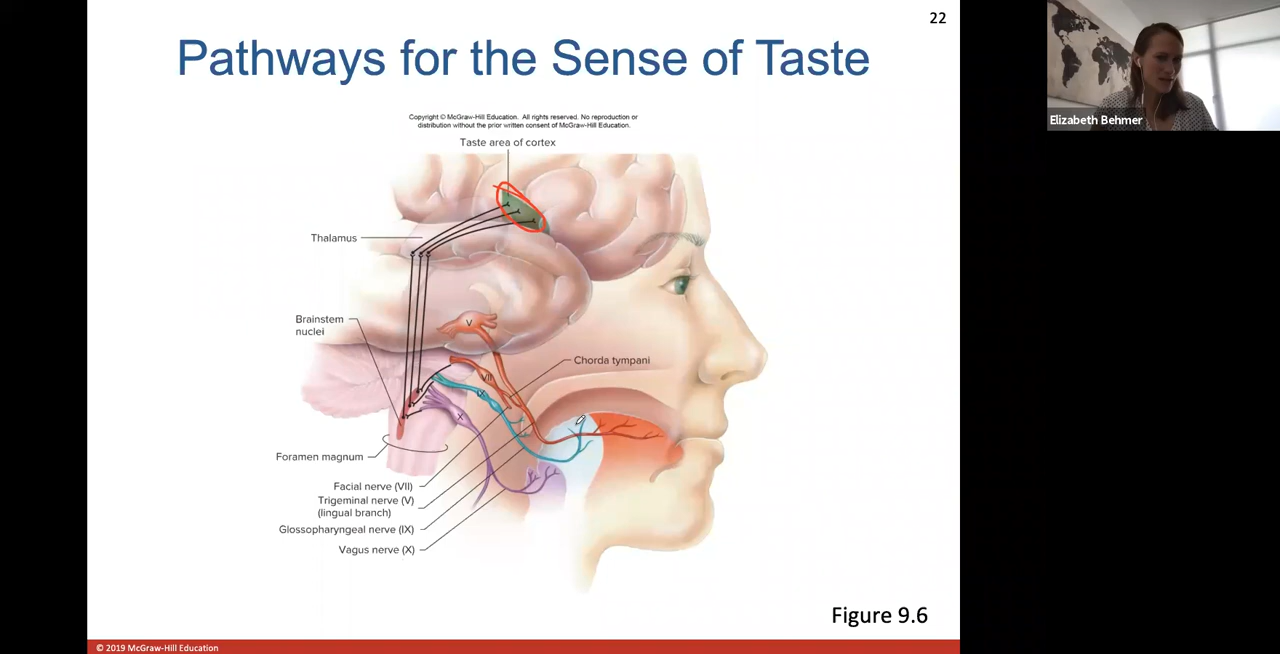 22
Pathways for the Sense of Taste
Copyright © McGraw-Hill Education. All rights reserved. No reproduction or
distribution without the prior written consent of McGraw-Hill Education.
Taste area of cortex
Thalamus
Brainstem
nuclei
V
Chorda tympani
VII
IX
X
Foramen magnum
Facial nerve (VII)
Trigeminal nerve (V)
(lingual branch)
Glossopharyngeal nerve (IX)
Vagus nerve (X)
Figure 9.6
© 2019 McGraw-Hill Education
Elizabeth Behmer